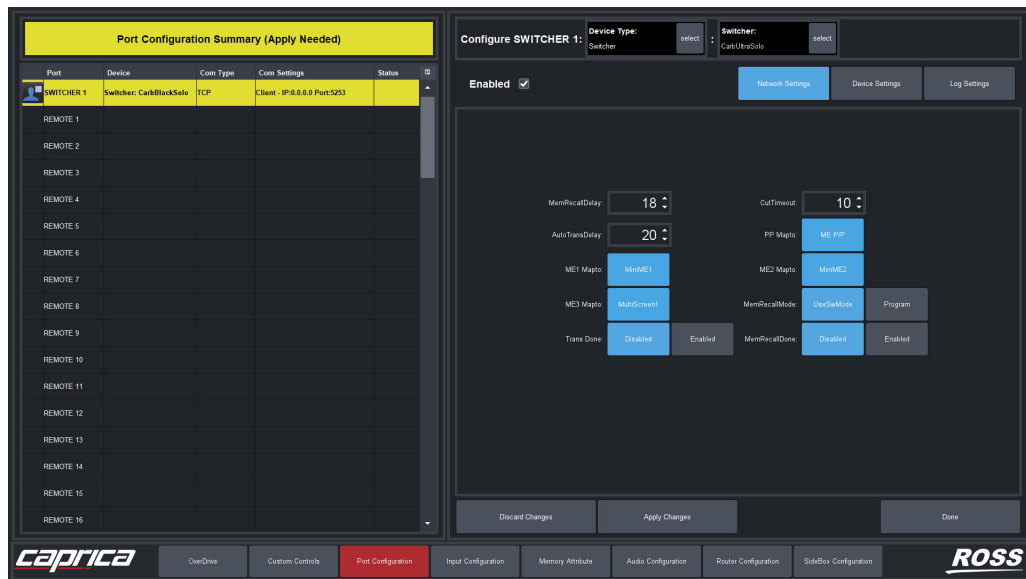 Port Configuration Summary (Apply Needed)
Port Device Com Type Com Settings Status
SWITCHER 1 Switcher: CarbBlackSolo TCP Client - IP:0.0.0.0 Port:5253
REMOTE 1
REMOTE 2
REMOTE 3
REMOTE 4
REMOTE 5
REMOTE 6
REMOTE 7
REMOTE 8
REMOTE 9
REMOTE 10
REMOTE 11
REMOTE 12
REMOTE 13
REMOTE 14
REMOTE 15
REMOTE 16
Configure SWITCHER 1: Device Type: Switcher select : Switcher: CarbUltraSolo select
Enabled Network Settings Device Settings Log Settings
MemRecallDelay: 18 CutTimeout: 10
AutoTransDelay: 20 PP Mapto: ME P/P
ME1 Mapto: MiniME1 ME2 Mapto: MiniME2
ME3 Mapto: MultiScreen1 MemRecallMode: UseSwMode Program
Trans Done: Disabled Enabled MemRecallDone: Disabled Enabled
Discard Changes Apply Changes Done
caprica OverDrive Custom Controls Port Configuration Input Configuration Memory Attribute Audio Configuration Router Configuration SideBox Configuration ROSS